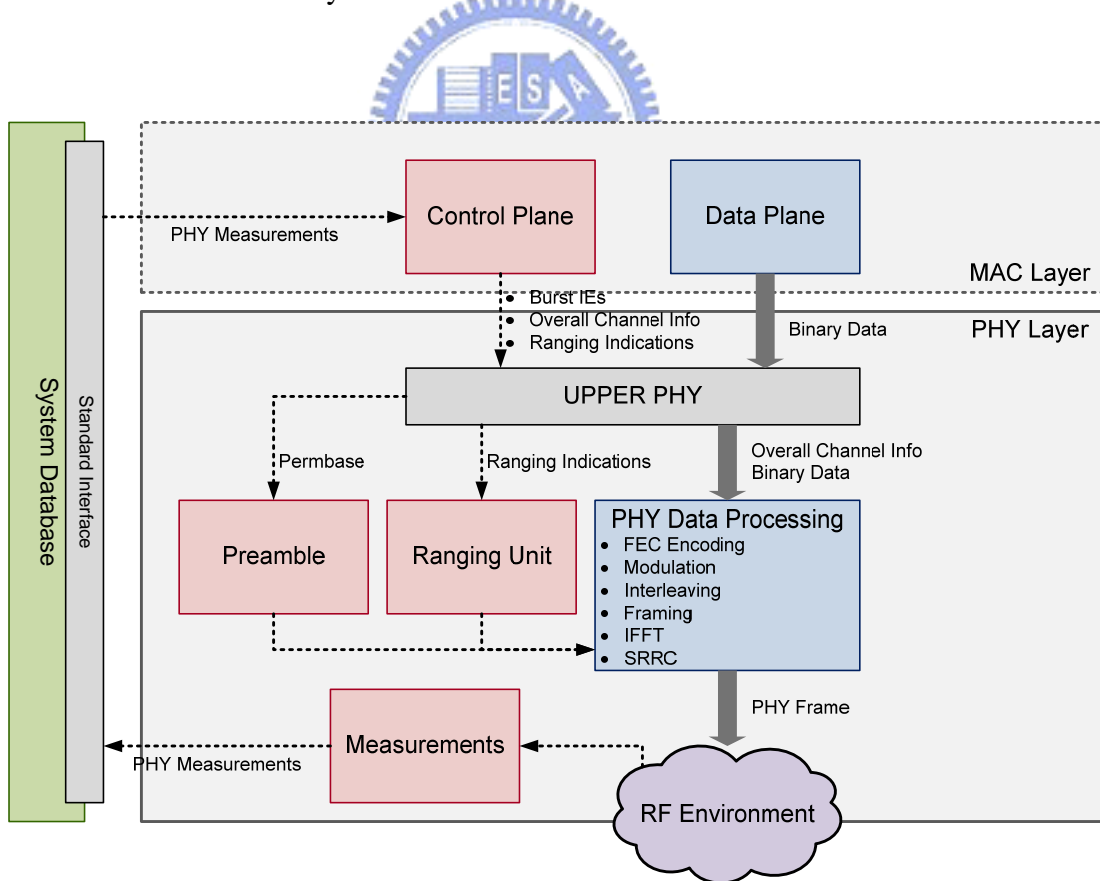 y
ESA
Control Plane
Data Plane
PHY Measurements
MAC Layer
• Burst IEs
• Overall Channel Info
• Ranging Indications
Binary Data
PHY Layer
System Database
Standard Interface
UPPER PHY
Permbase
Ranging Indications
Overall Channel Info
Binary Data
Preamble
Ranging Unit
PHY Data Processing
• FEC Encoding
• Modulation
• Interleaving
• Framing
• IFFT
• SRRC
PHY Frame
Measurements
PHY Measurements
RF Environment